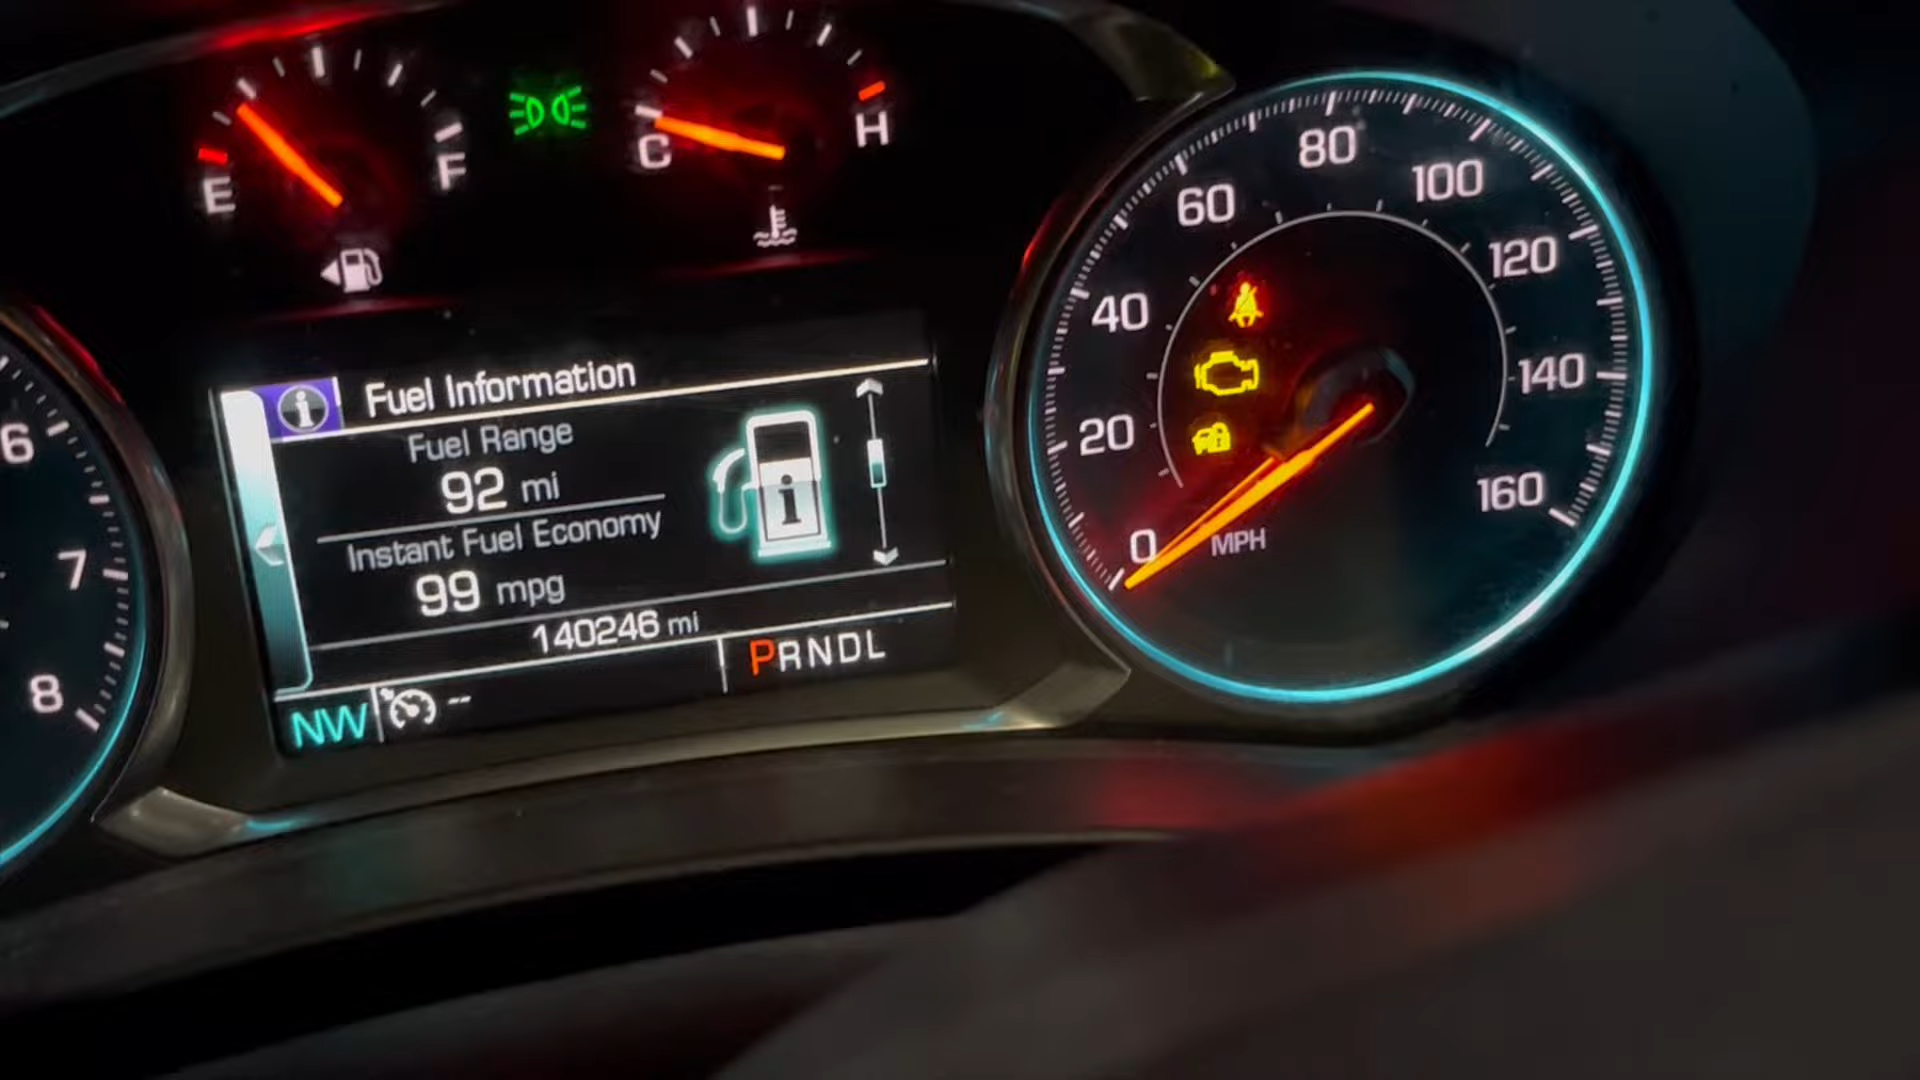 E F
C H
Fuel Information
Fuel Range
92 mi
Instant Fuel Economy
99 mpg
140246 mi
PRNDL
NW --
6
7
8
0
20
40
60
80
100
120
140
160
MPH